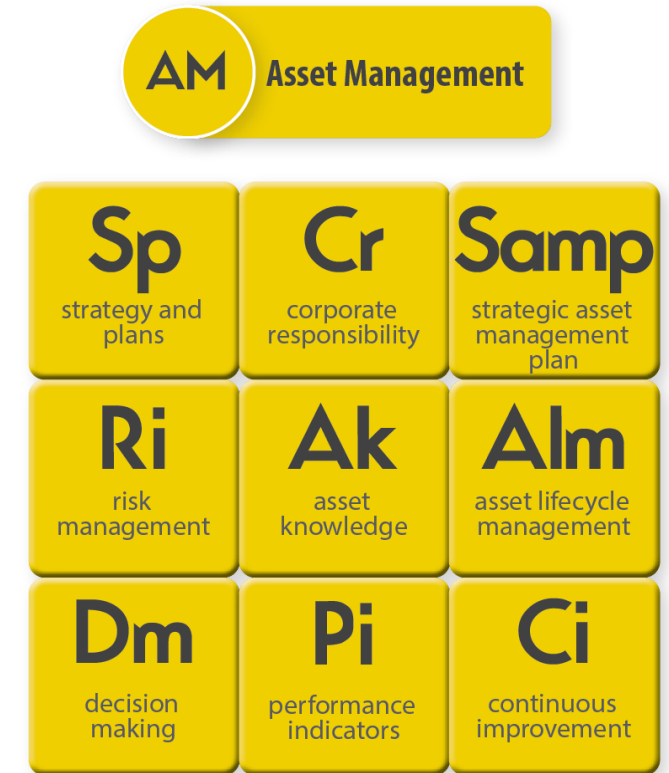 AM Asset Management
Sp
strategy and
plans
Cr
corporate
responsibility
Samp
strategic asset
management
plan
Ri
risk
management
Ak
asset
knowledge
Alm
asset lifecycle
management
Dm
decision
making
Pi
performance
indicators
Ci
continuous
improvement